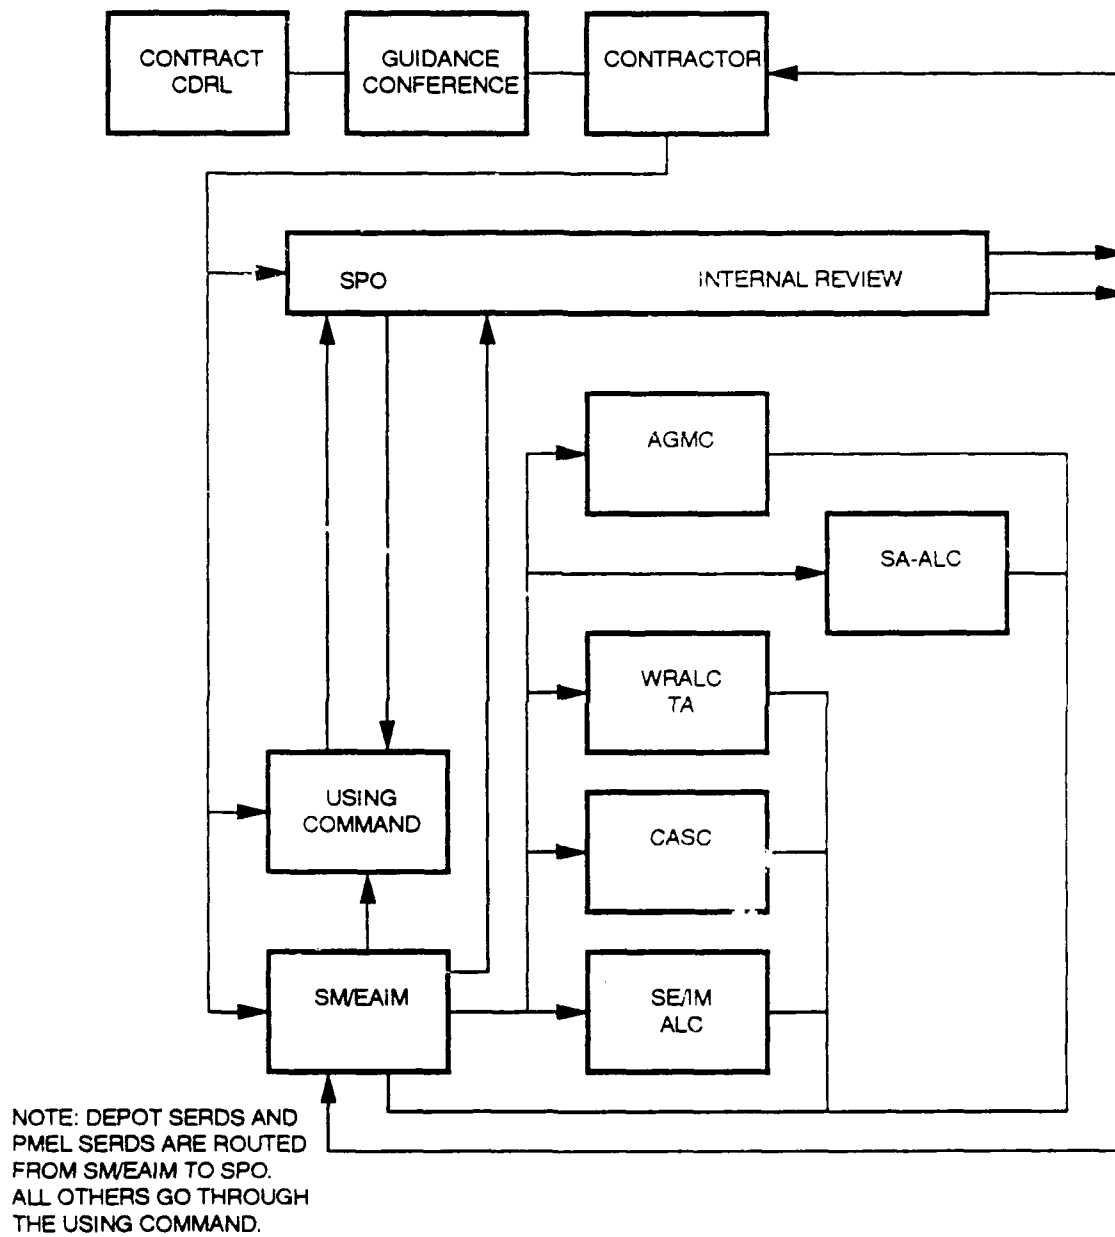 CONTRACT
CDRL
GUIDANCE
CONFERENCE
CONTRACTOR
SPO
INTERNAL REVIEW
AGMC
SA-ALC
WRALC
TA
USING
COMMAND
CASC
SM/EAIM
SE/IM
ALC
NOTE: DEPOT SERDS AND
PMEL SERDS ARE ROUTED
FROM SM/EAIM TO SPO.
ALL OTHERS GO THROUGH
THE USING COMMAND.